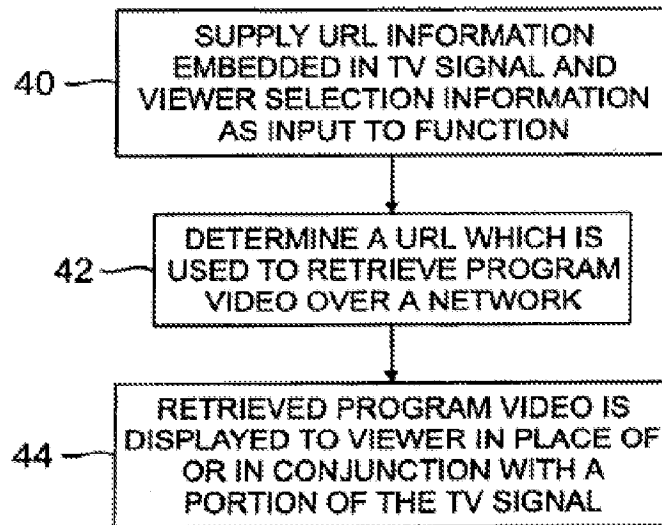 SUPPLY URL INFORMATION
EMBEDDED IN TV SIGNAL AND
40
VIEWER SELECTION INFORMATION
AS INPUT TO FUNCTION
DETERMINE A URL WHICH IS
42
USED TO RETRIEVE PROGRAM
VIDEO OVER A NETWORK
RETRIEVED PROGRAM VIDEO IS
DISPLAYED TO VIEWER IN PLACE OF
44
OR IN CONJUNCTION WITH A
PORTION OF THE TV SIGNAL